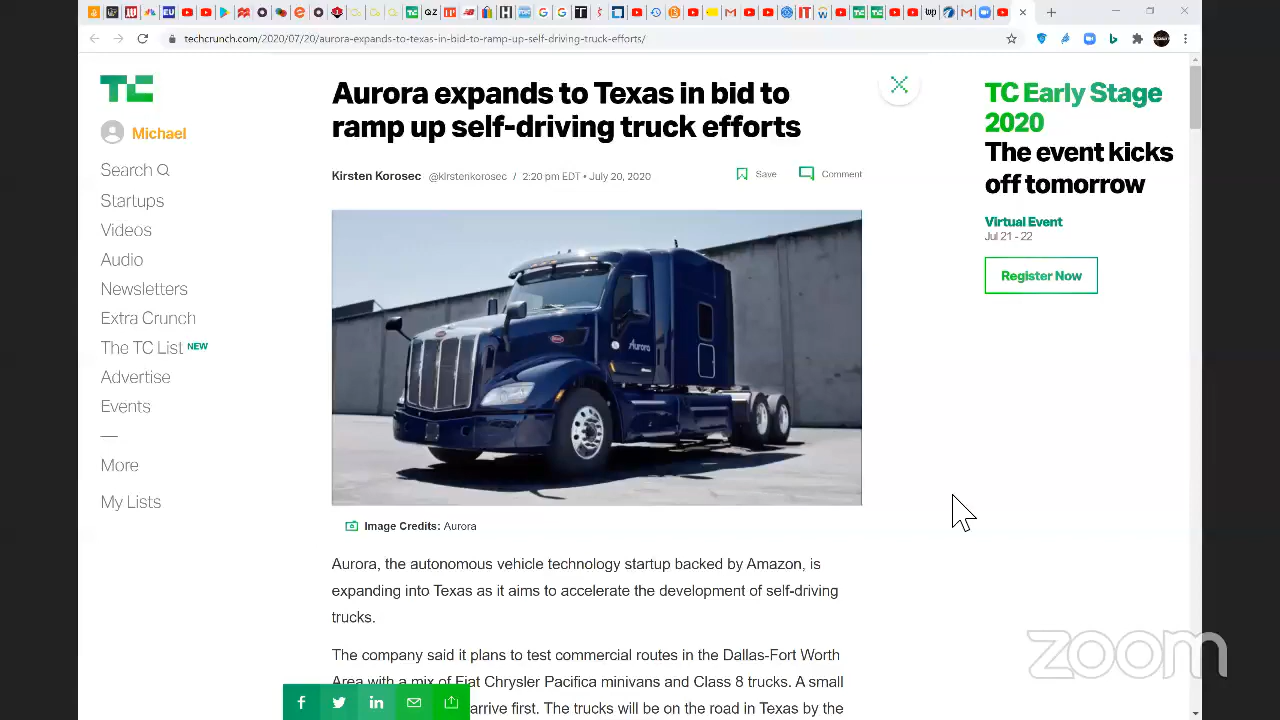 techcrunch.com/2020/07/20/aurora-expands-to-texas-in-bid-to-ramp-up-self-driving-truck-efforts/
TC
Michael
Search
Startups
Videos
Audio
Newsletters
Extra Crunch
The TC List NEW
Advertise
Events
More
My Lists
Aurora expands to Texas in bid to
ramp up self-driving truck efforts
Kirsten Korosec @kirstenkorosec / 2:20 pm EDT • July 20, 2020
Save
Comment
Aurora
Image Credits: Aurora
Aurora, the autonomous vehicle technology startup backed by Amazon, is
expanding into Texas as it aims to accelerate the development of self-driving
trucks.
The company said it plans to test commercial routes in the Dallas-Fort Worth
Area with a mix of Fiat Chrysler Pacifica minivans and Class 8 trucks. A small
arrive first. The trucks will be on the road in Texas by the
TC Early Stage
2020
The event kicks
off tomorrow
Virtual Event
Jul 21 - 22
Register Now
zoom